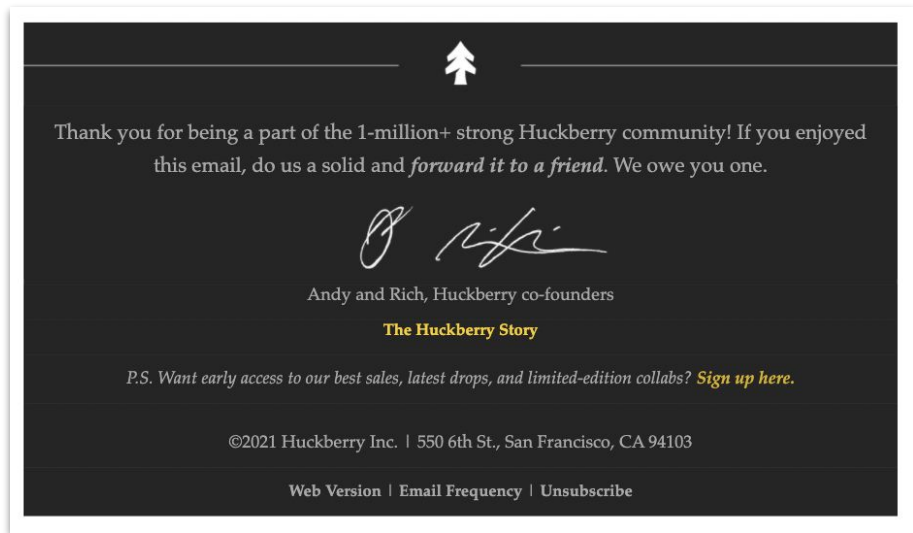 Thank you for being a part of the 1-million+ strong Huckberry community! If you enjoyed
this email, do us a solid and forward it to a friend. We owe you one.
Andy and Rich, Huckberry co-founders
The Huckberry Story
P.S. Want early access to our best sales, latest drops, and limited-edition collabs? Sign up here.
©2021 Huckberry Inc. | 550 6th St., San Francisco, CA 94103
Web Version | Email Frequency | Unsubscribe